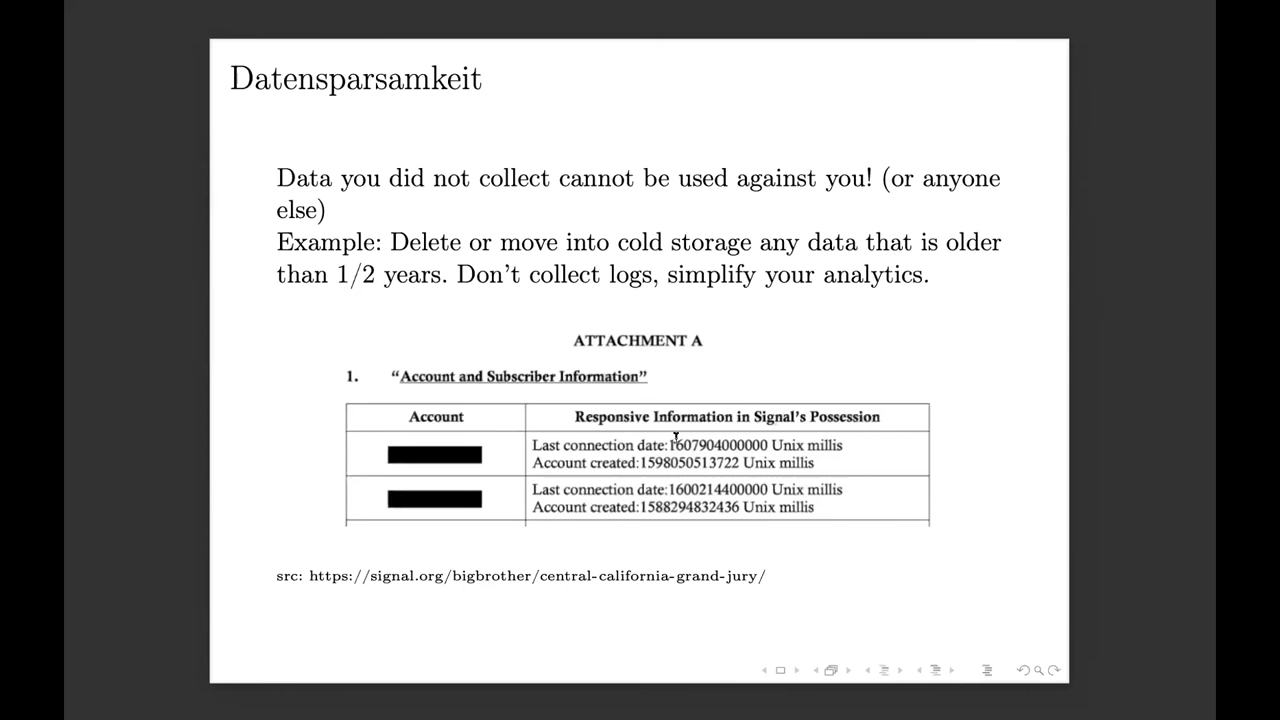 Datensparsamkeit
Data you did not collect cannot be used against you! (or anyone
else)
Example: Delete or move into cold storage any data that is older
than 1/2 years. Don't collect logs, simplify your analytics.
ATTACHMENT A
1. “Account and Subscriber Information”
Account Responsive Information in Signal's Possession
Last connection date:1607904000000 Unix millis
Account created:1598050513722 Unix millis
Last connection date:1600214400000 Unix millis
Account created:1588294832436 Unix millis
src: https://signal.org/bigbrother/central-california-grand-jury/